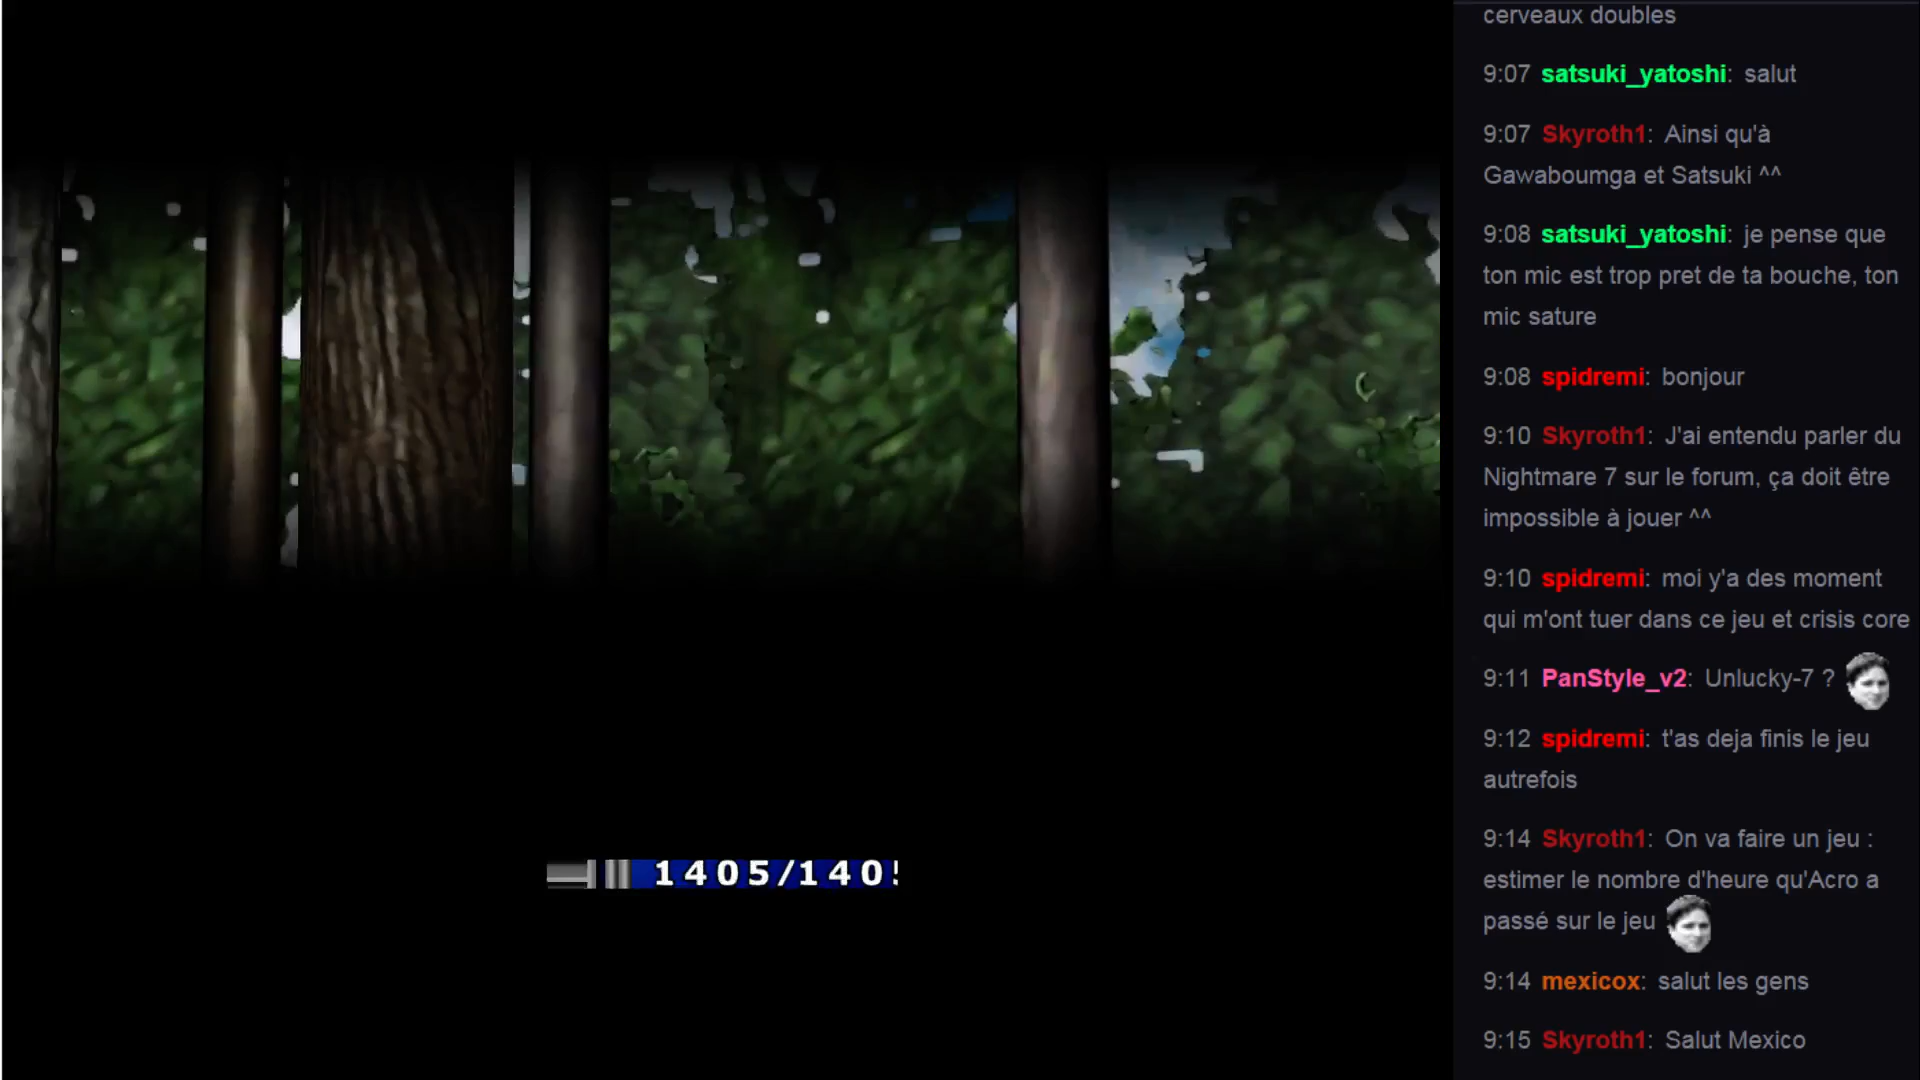 cerveaux doubles
9:07 satsuki_yatoshi: salut
9:07 Skyroth1: Ainsi qu'à
Gawaboumga et Satsuki ^^
9:08 satsuki_yatoshi: je pense que
ton mic est trop pret de ta bouche, ton
mic sature
9:08 spidremi: bonjour
9:10 Skyroth1: J'ai entendu parler du
Nightmare 7 sur le forum, ça doit être
impossible à jouer ^^
9:10 spidremi: moi y'a des moment
qui m'ont tuer dans ce jeu et crisis core
9:11 PanStyle_v2: Unlucky-7 ?
9:12 spidremi: t'as deja finis le jeu
autrefois
9:14 Skyroth1: On va faire un jeu :
estimer le nombre d'heure qu'Acro a
passé sur le jeu
9:14 mexicox: salut les gens
9:15 Skyroth1: Salut Mexico
1405/140